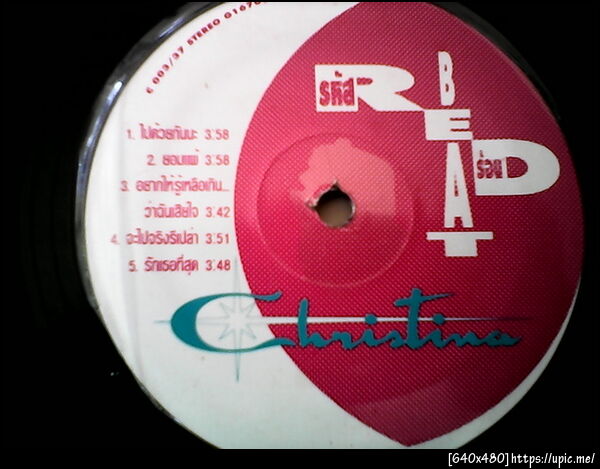 € 003/37 STEREO G1670
รหัส
RED
BEAT
ร่อน
1. ไปด้วยกันนะ 3:58
2. ยอมแพ้ 3:58
3. อยากให้รู้เหลือเกิน...
ว่าฉันเสียใจ 3:42
4. จะไปจริงรึเปล่า 3:51
5. รักเธอที่สุด 3:48
Christina
[640x480]https://upic.me/